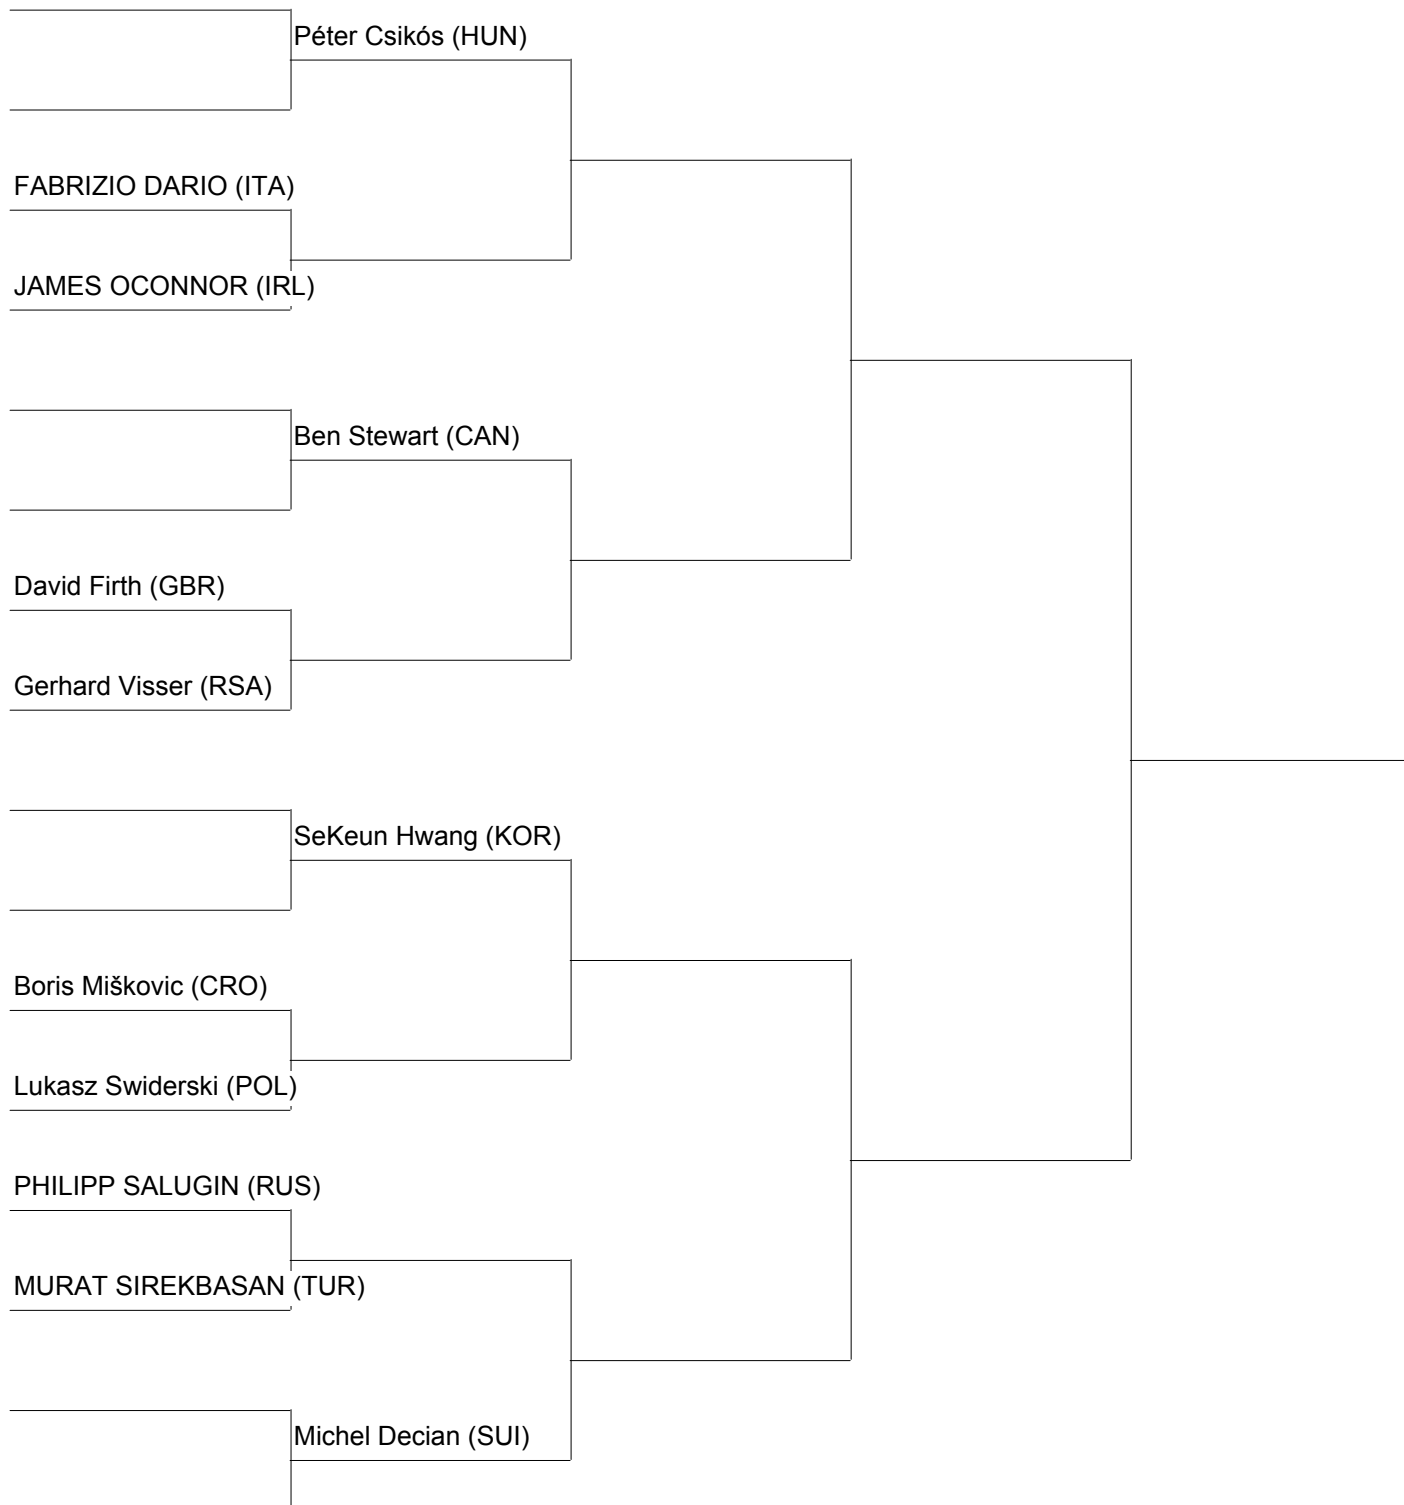 Péter Csikós (HUN)
FABRIZIO DARIO (ITA)
JAMES OCONNOR (IRL)
Ben Stewart (CAN)
David Firth (GBR)
Gerhard Visser (RSA)
SeKeun Hwang (KOR)
Boris Miškovic (CRO)
Lukasz Swiderski (POL)
PHILIPP SALUGIN (RUS)
MURAT SIREKBASAN (TUR)
Michel Decian (SUI)